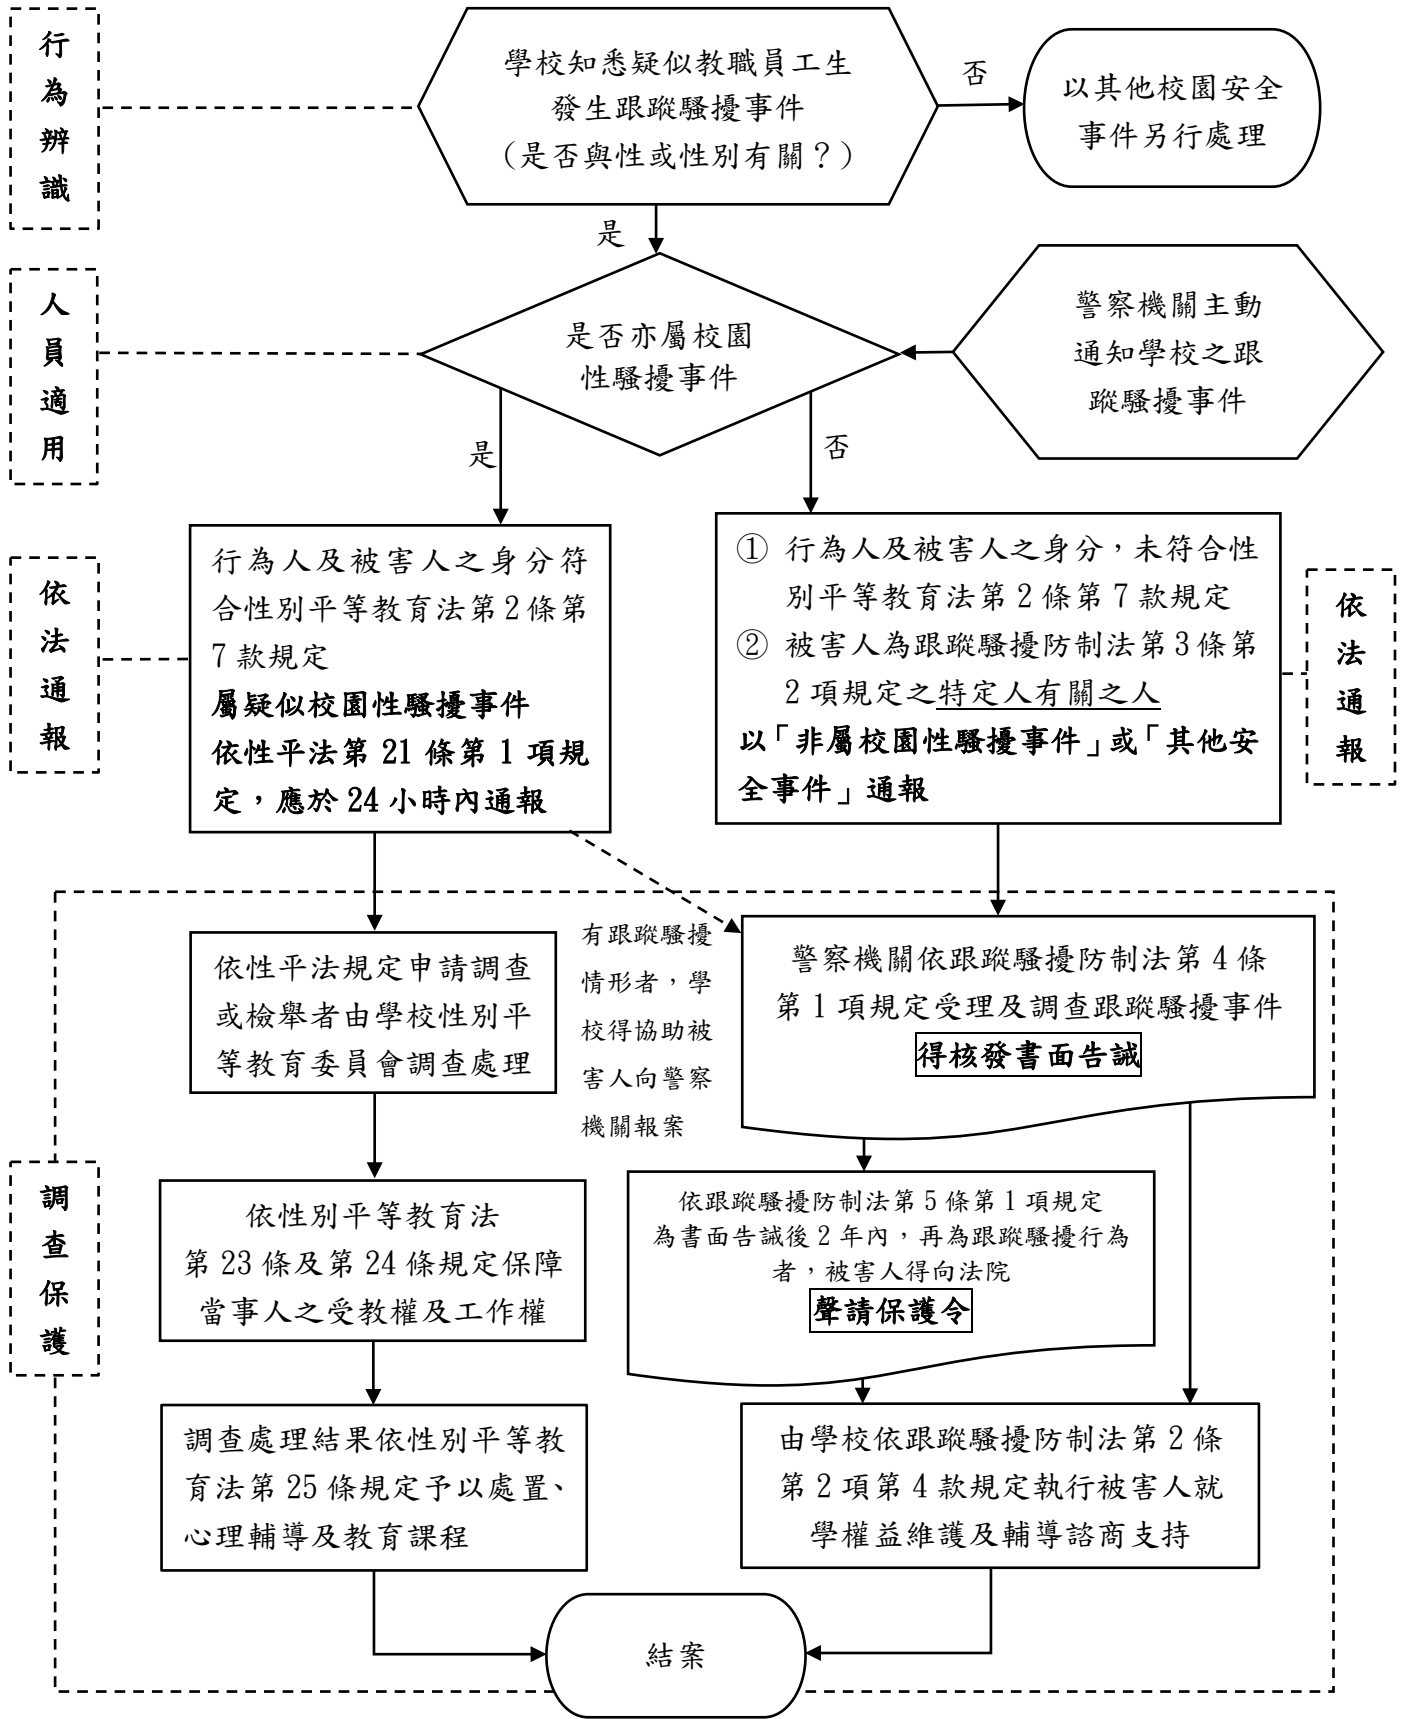 行
為
辨
識
學校知悉疑似教職員工生
發生跟蹤騷擾事件
（是否與性或性別有關？）
否
以其他校園安全
事件另行處理
是
人
員
適
用
是否亦屬校園
性騷擾事件
警察機關主動
通知學校之跟
蹤騷擾事件
是
否
依
法
通
報
行為人及被害人之身分符
合性別平等教育法第2條第
7款規定
屬疑似校園性騷擾事件
依性平法第 21 條第 1 項規
定，應於 24 小時內通報
① 行為人及被害人之身分，未符合性
別平等教育法第 2 條第 7 款規定
② 被害人為跟蹤騷擾防制法第3條第
2 項規定之特定人有關之人
以「非屬校園性騷擾事件」或「其他安
全事件」通報
依
法
通
報
調
查
保
護
依性平法規定申請調查
或檢舉者由學校性別平
等教育委員會調查處理
有跟蹤騷擾
情形者，學
校得協助被
害人向警察
機關報案
警察機關依跟蹤騷擾防制法第 4 條
第 1 項規定受理及調查跟蹤騷擾事件
得核發書面告誡
依性別平等教育法
第 23 條及第 24 條規定保障
當事人之受教權及工作權
依跟蹤騷擾防制法第 5 條第 1 項規定
為書面告誡後 2 年內，再為跟蹤騷擾行為
者，被害人得向法院
聲請保護令
調查處理結果依性別平等教
育法第 25 條規定予以處置、
心理輔導及教育課程
由學校依跟蹤騷擾防制法第 2 條
第 2 項第 4 款規定執行被害人就
學權益維護及輔導諮商支持
結案